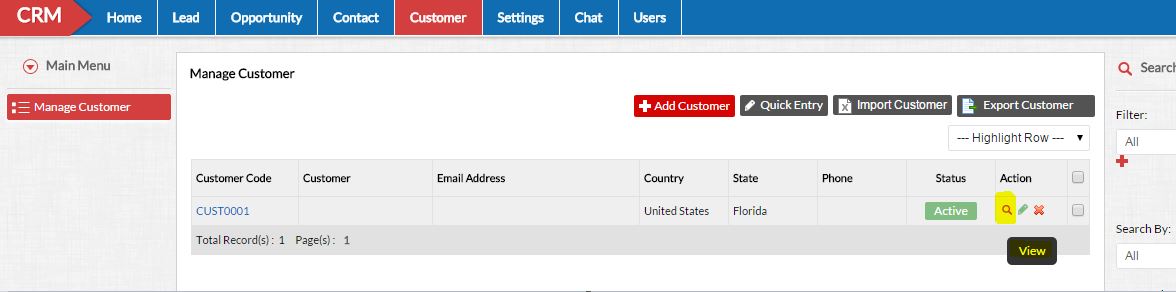 CRM Home Lead Opportunity Contact Customer Settings Chat Users
Main Menu
Manage Customer
Manage Customer
Add Customer Quick Entry Import Customer Export Customer
--- Highlight Row ---
Customer Code Customer Email Address Country State Phone Status Action
CUST0001 United States Florida Active
Total Record(s) : 1 Page(s) : 1
View
Search
Filter:
All
Search By:
All